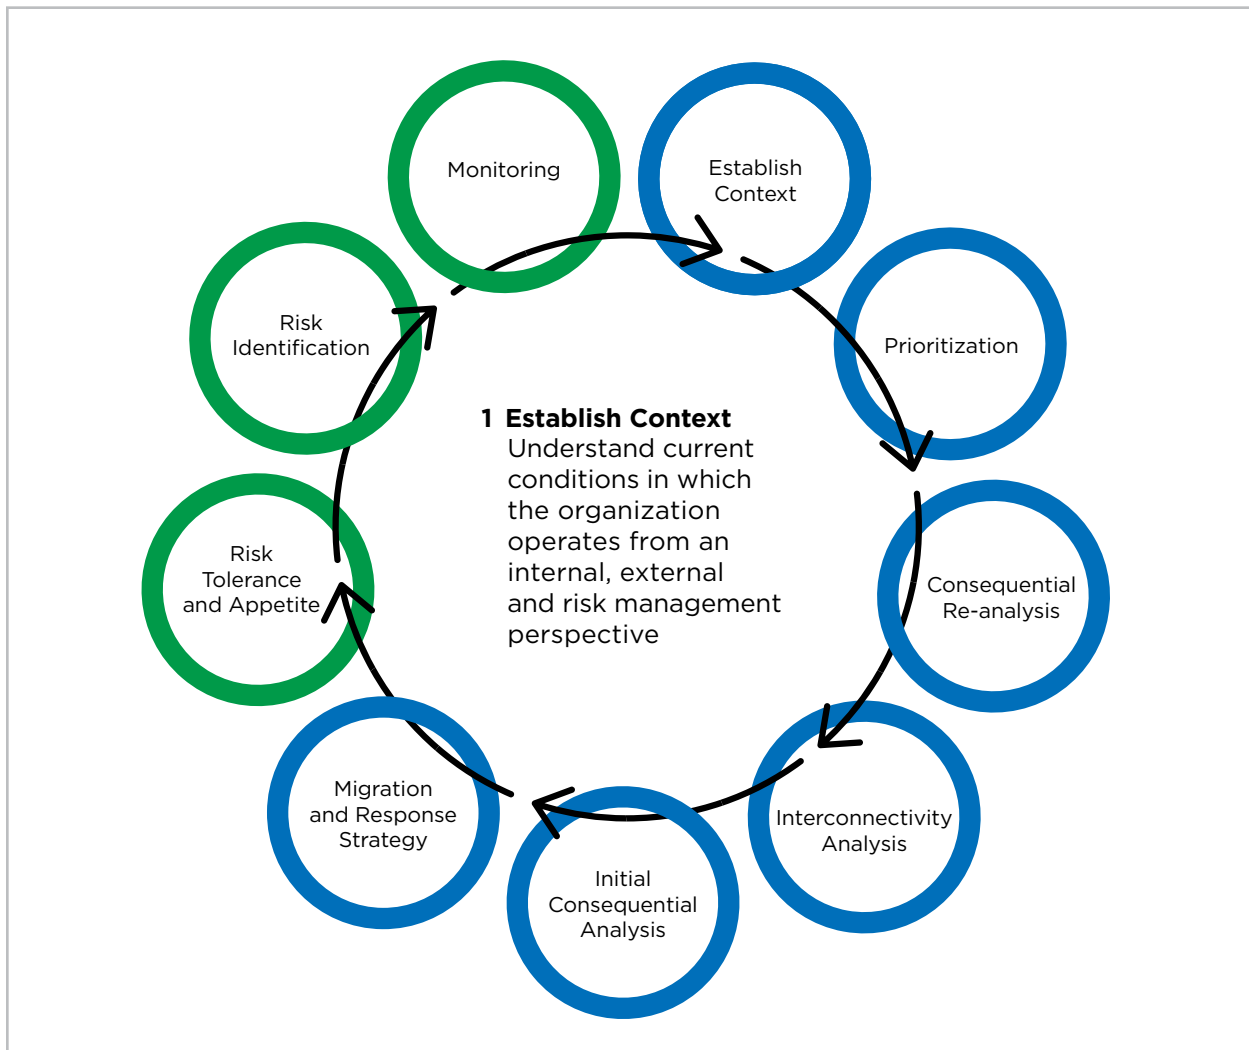 Monitoring
Establish
Context
Prioritization
Consequential
Re-analysis
Interconnectivity
Analysis
Initial
Consequential
Analysis
Migration
and Response
Strategy
Risk
Tolerance
and Appetite
Risk
Identification
1 Establish Context
Understand current
conditions in which
the organization
operates from an
internal, external
and risk management
perspective